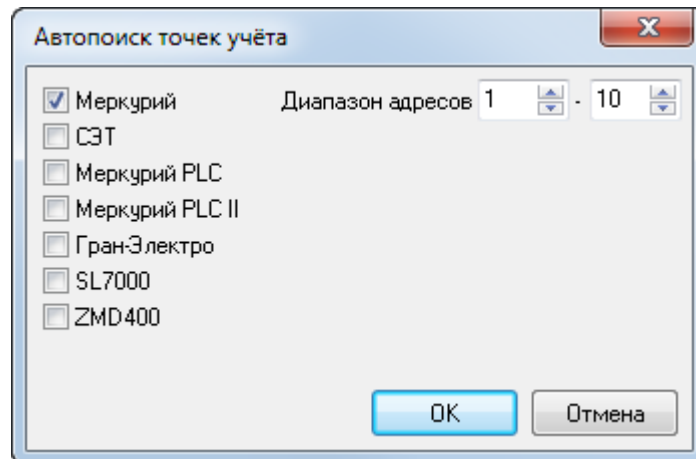 Автопоиск точек учёта
Меркурий Диапазон адресов 1 - 10
СЭТ
Меркурий PLC
Меркурий PLC II
Гран-Электро
SL7000
ZMD400
OK Отмена